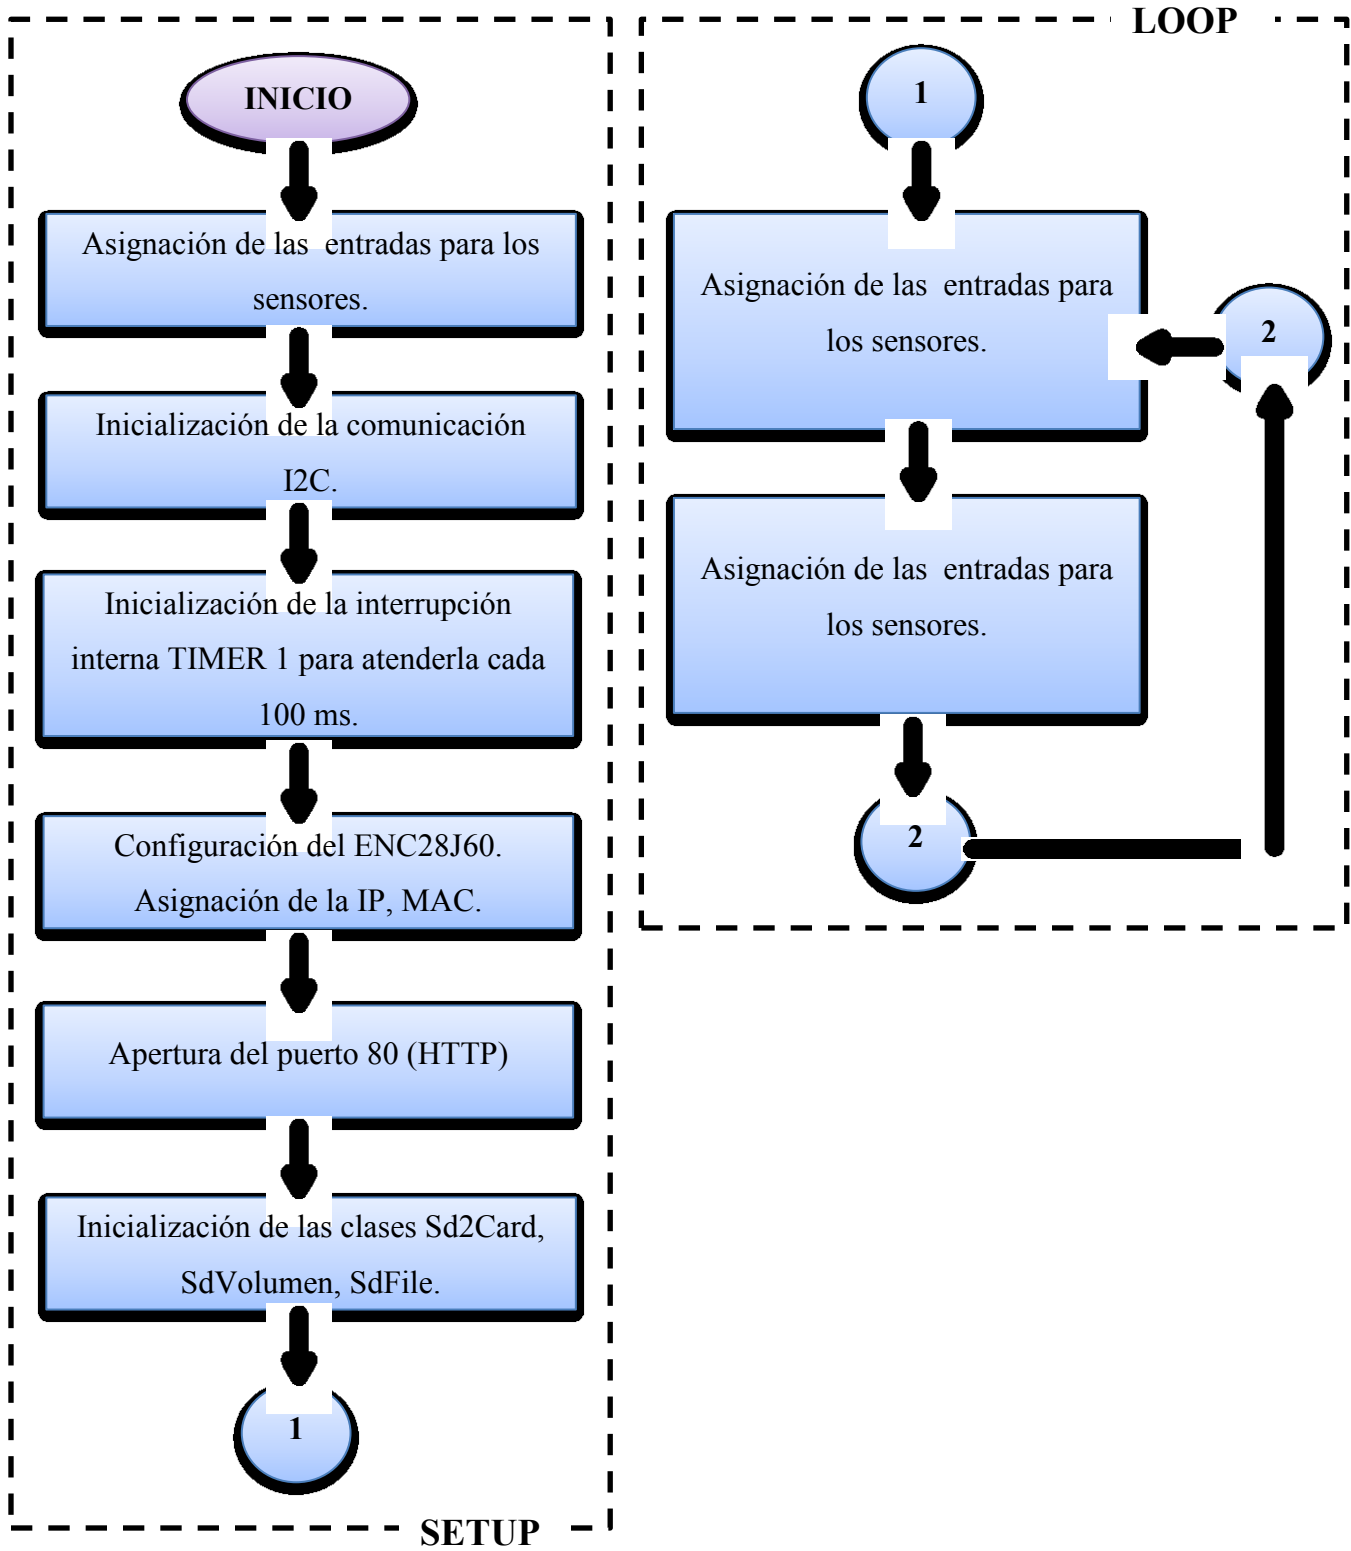 INICIO
Asignación de las entradas para los
sensores.
Inicialización de la comunicación
I2C.
Inicialización de la interrupción
interna TIMER 1 para atenderla cada
100 ms.
Configuración del ENC28J60.
Asignación de la IP, MAC.
Apertura del puerto 80 (HTTP)
Inicialización de las clases Sd2Card,
SdVolumen, SdFile.
1
SETUP
LOOP
1
Asignación de las entradas para
los sensores.
2
Asignación de las entradas para
los sensores.
2